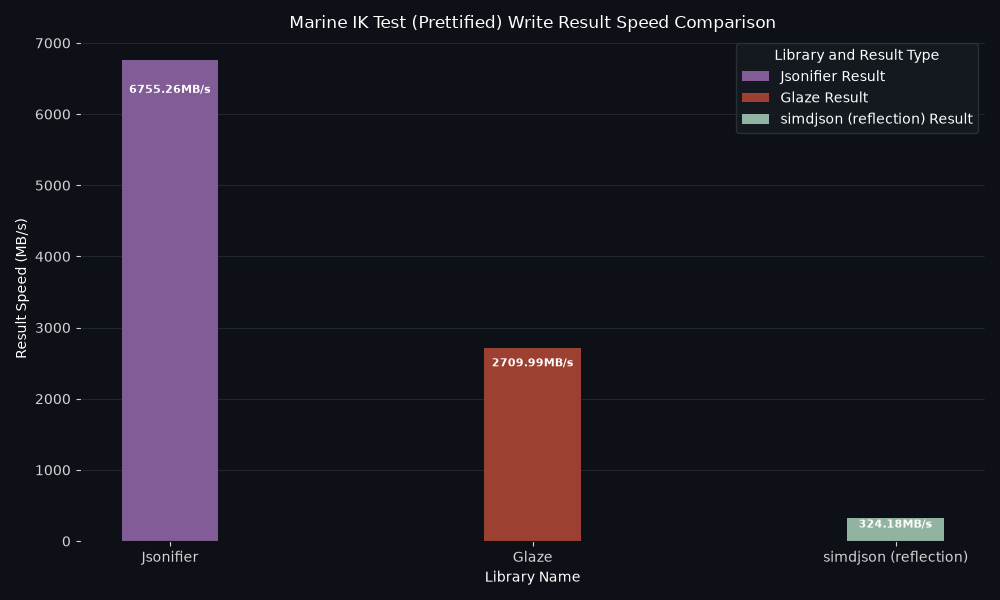 Marine IK Test (Prettified) Write Result Speed Comparison
Library and Result Type
Jsonifier Result
Glaze Result
simdjson (reflection) Result
Result Speed (MB/s)
7000
6000
5000
4000
3000
2000
1000
0
6755.26MB/s
2709.99MB/s
324.18MB/s
Jsonifier
Glaze
simdjson (reflection)
Library Name